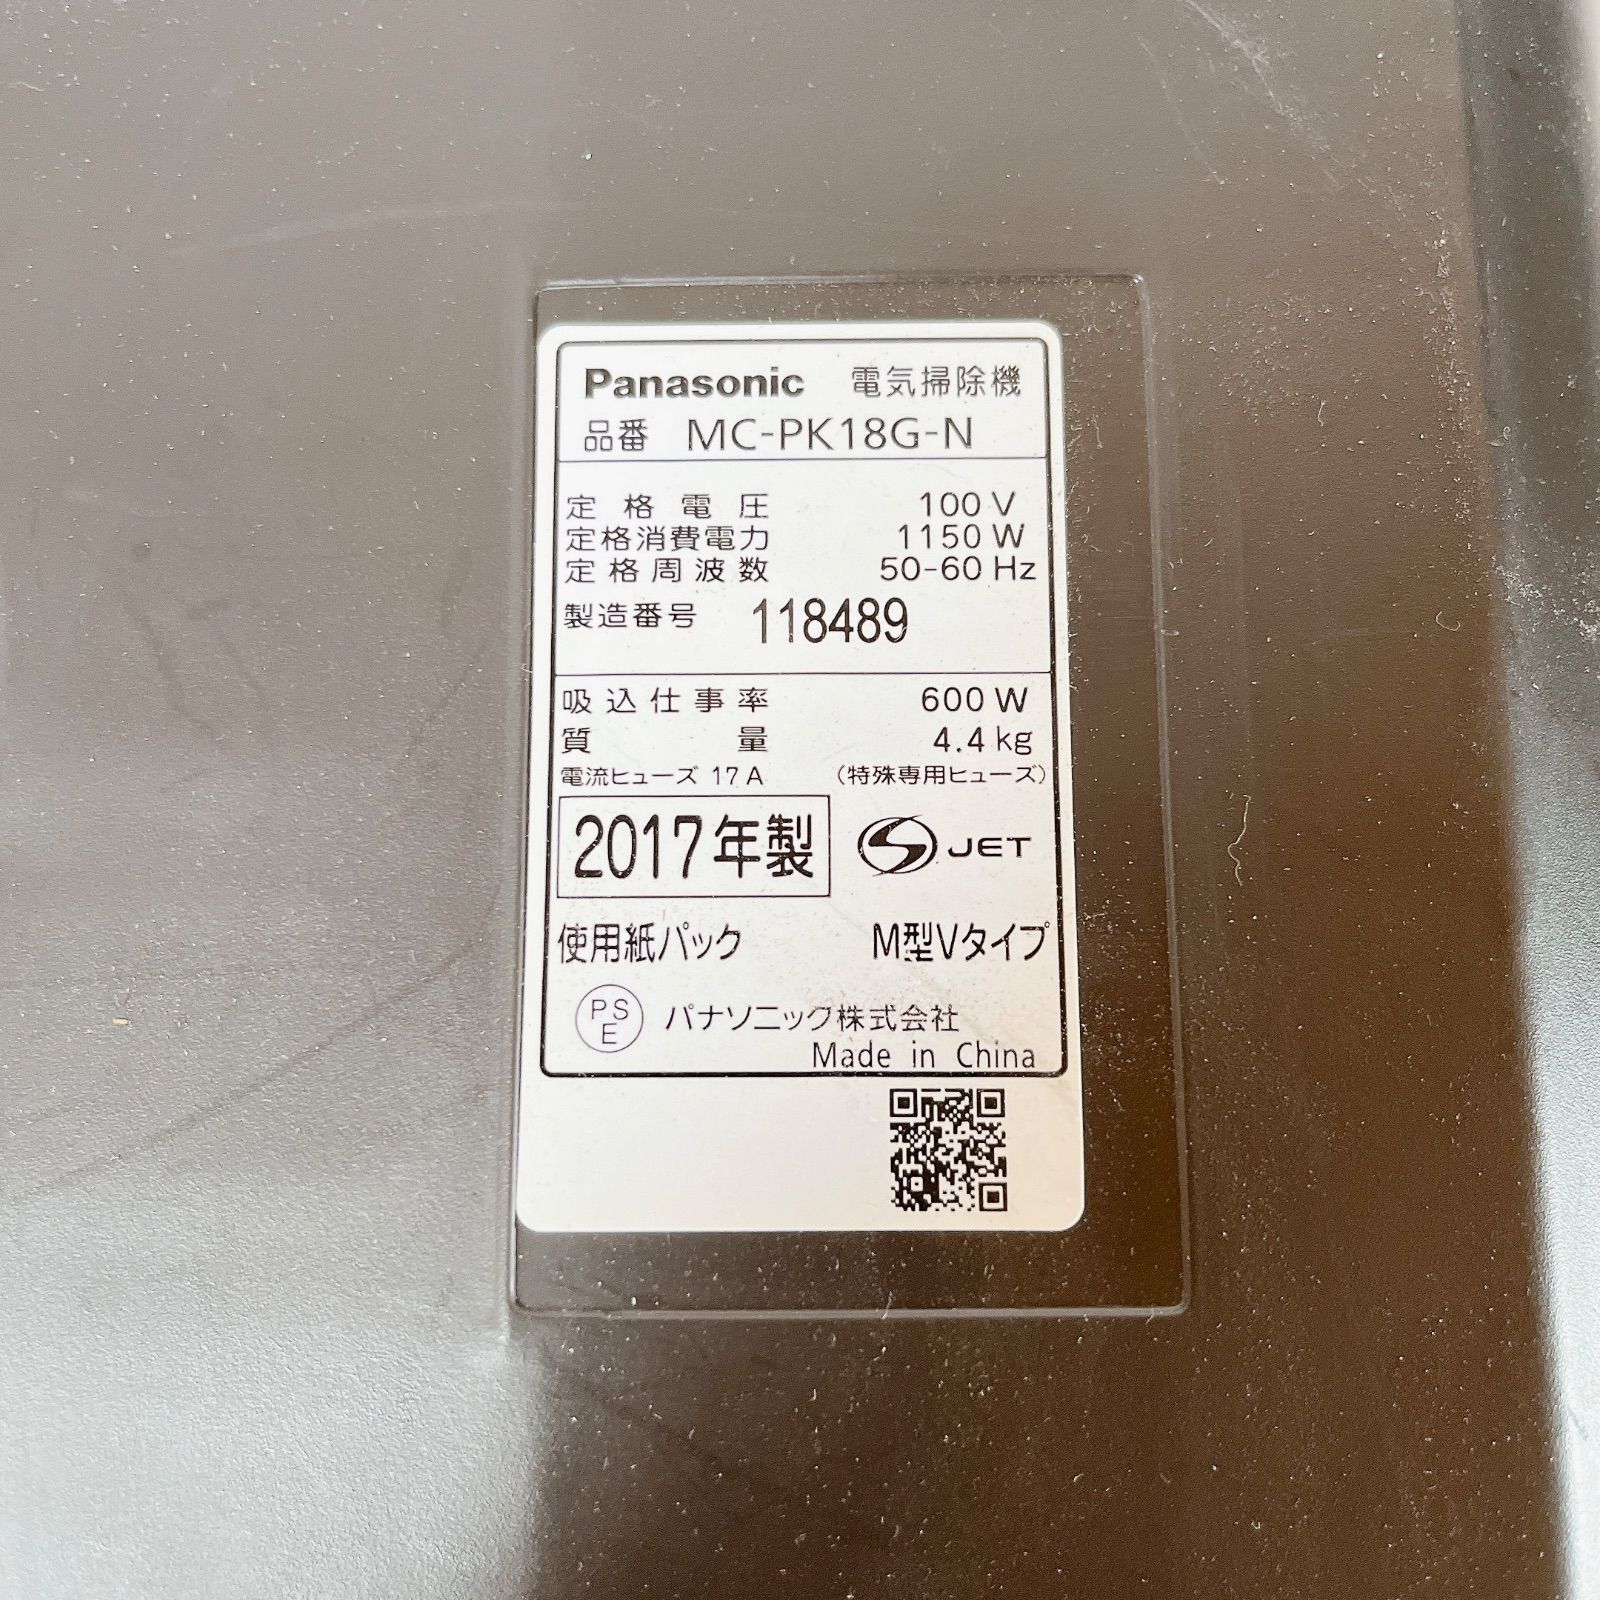 Panasonic 電気掃除機
品番 MC-PK18G-N
定格電圧 100 V
定格消費電力 1150 W
定格周波数 50-60 Hz
製造番号 118489
吸込仕事率 600 W
質量 4.4 kg
電流ヒューズ 17 A (特殊専用ヒューズ)
2017年製 S JET
使用紙パック M型Vタイプ
PS
E
パナソニック株式会社
Made in China